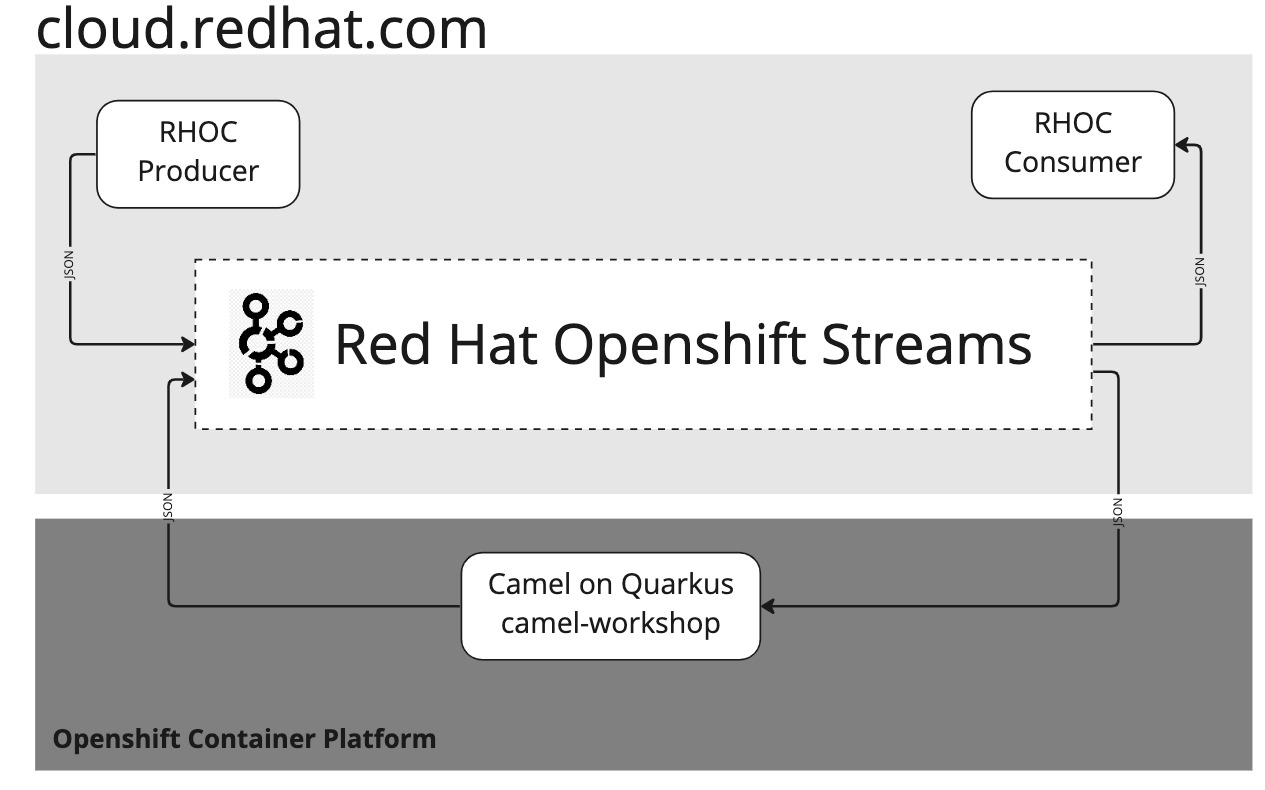 cloud.redhat.com
RHOC
Producer
RHOC
Consumer
JSON
JSON
Red Hat Openshift Streams
JSON
JSON
Camel on Quarkus
camel-workshop
Openshift Container Platform